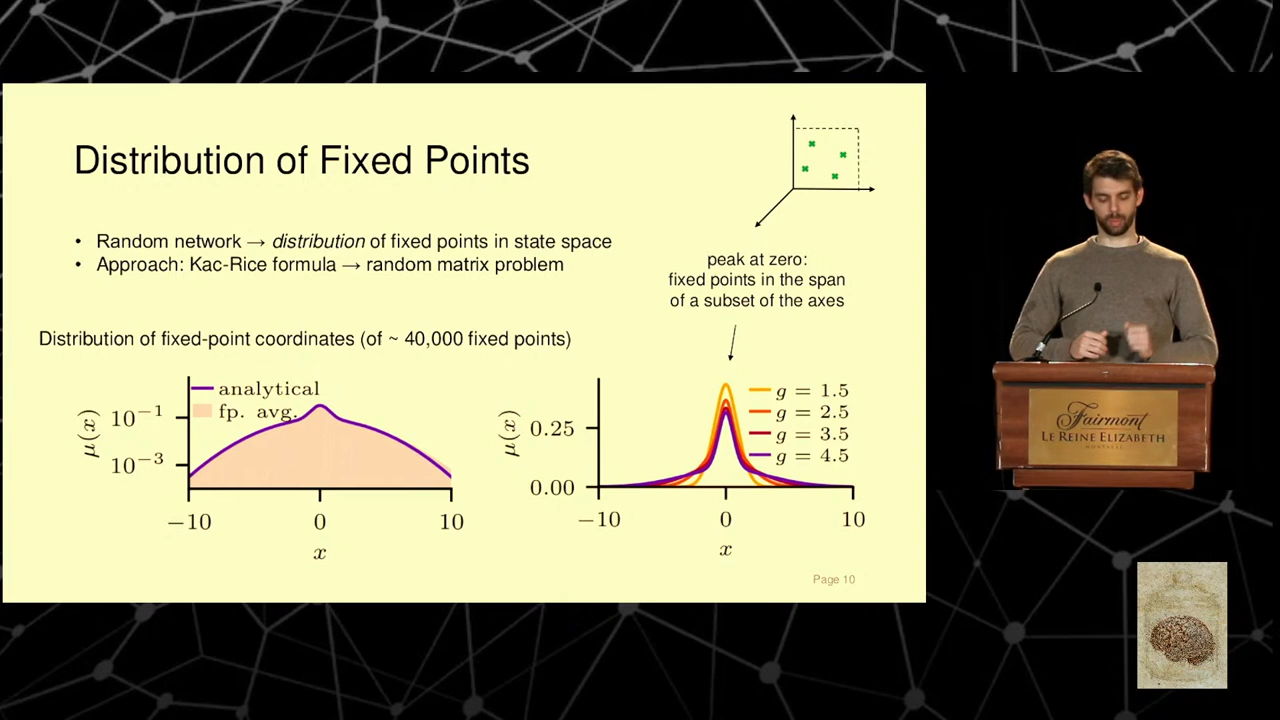 Distribution of Fixed Points
• Random network → distribution of fixed points in state space
• Approach: Kac-Rice formula → random matrix problem
peak at zero:
fixed points in the span
of a subset of the axes
Distribution of fixed-point coordinates (of ~ 40,000 fixed points)
analytical
fp. avg.
μ(x)
10⁻¹
10⁻³
−10
0
10
x
μ(x)
0.25
0.00
g = 1.5
g = 2.5
g = 3.5
g = 4.5
−10
0
10
x
Page 10
Fairmont
LE REINE ELIZABETH
MONTRÉAL